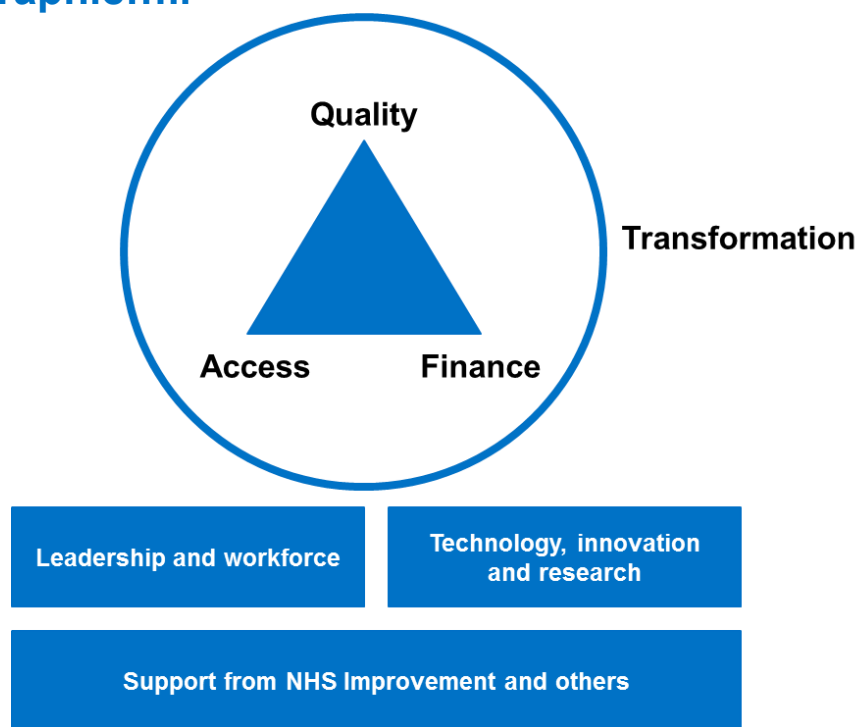 Quality
Transformation
Access Finance
Leadership and workforce
Technology, innovation
and research
Support from NHS Improvement and others